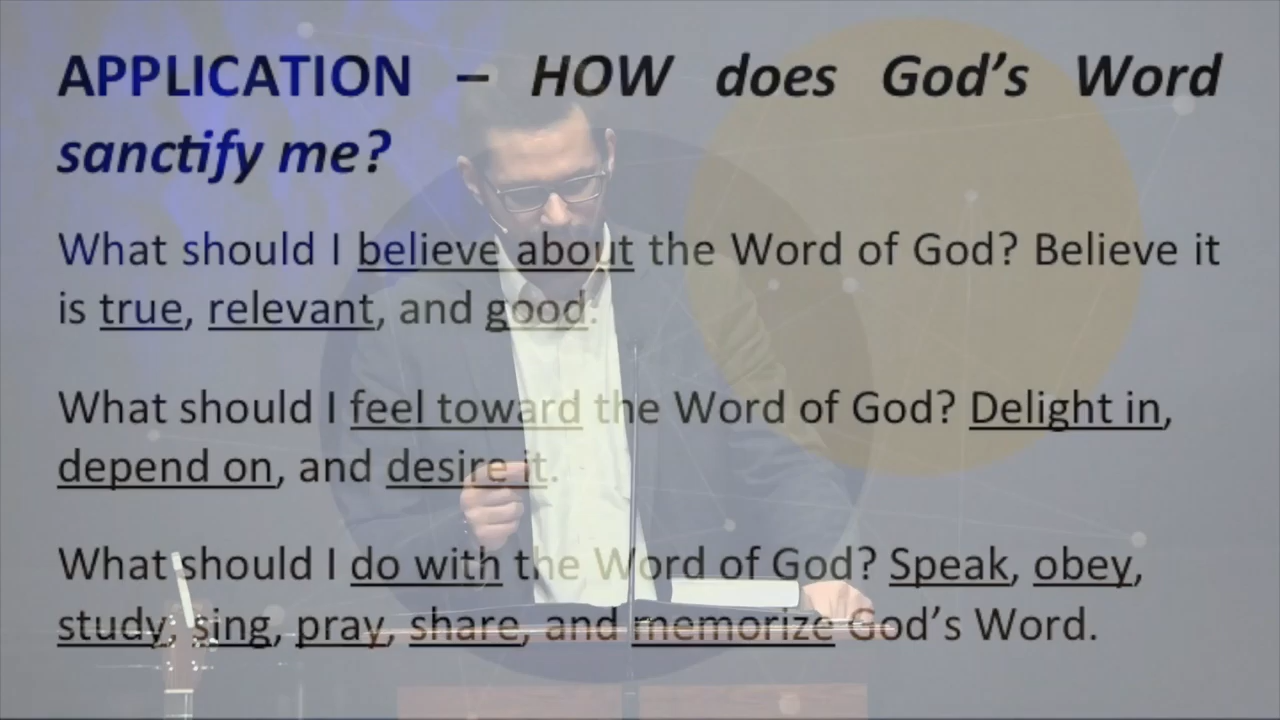 APPLICATION – HOW does God’s Word
sanctify me?
What should I believe about the Word of God? Believe it
is true, relevant, and good.
What should I feel toward the Word of God? Delight in,
depend on, and desire it.
What should I do with the Word of God? Speak, obey,
study, sing, pray, share, and memorize God’s Word.